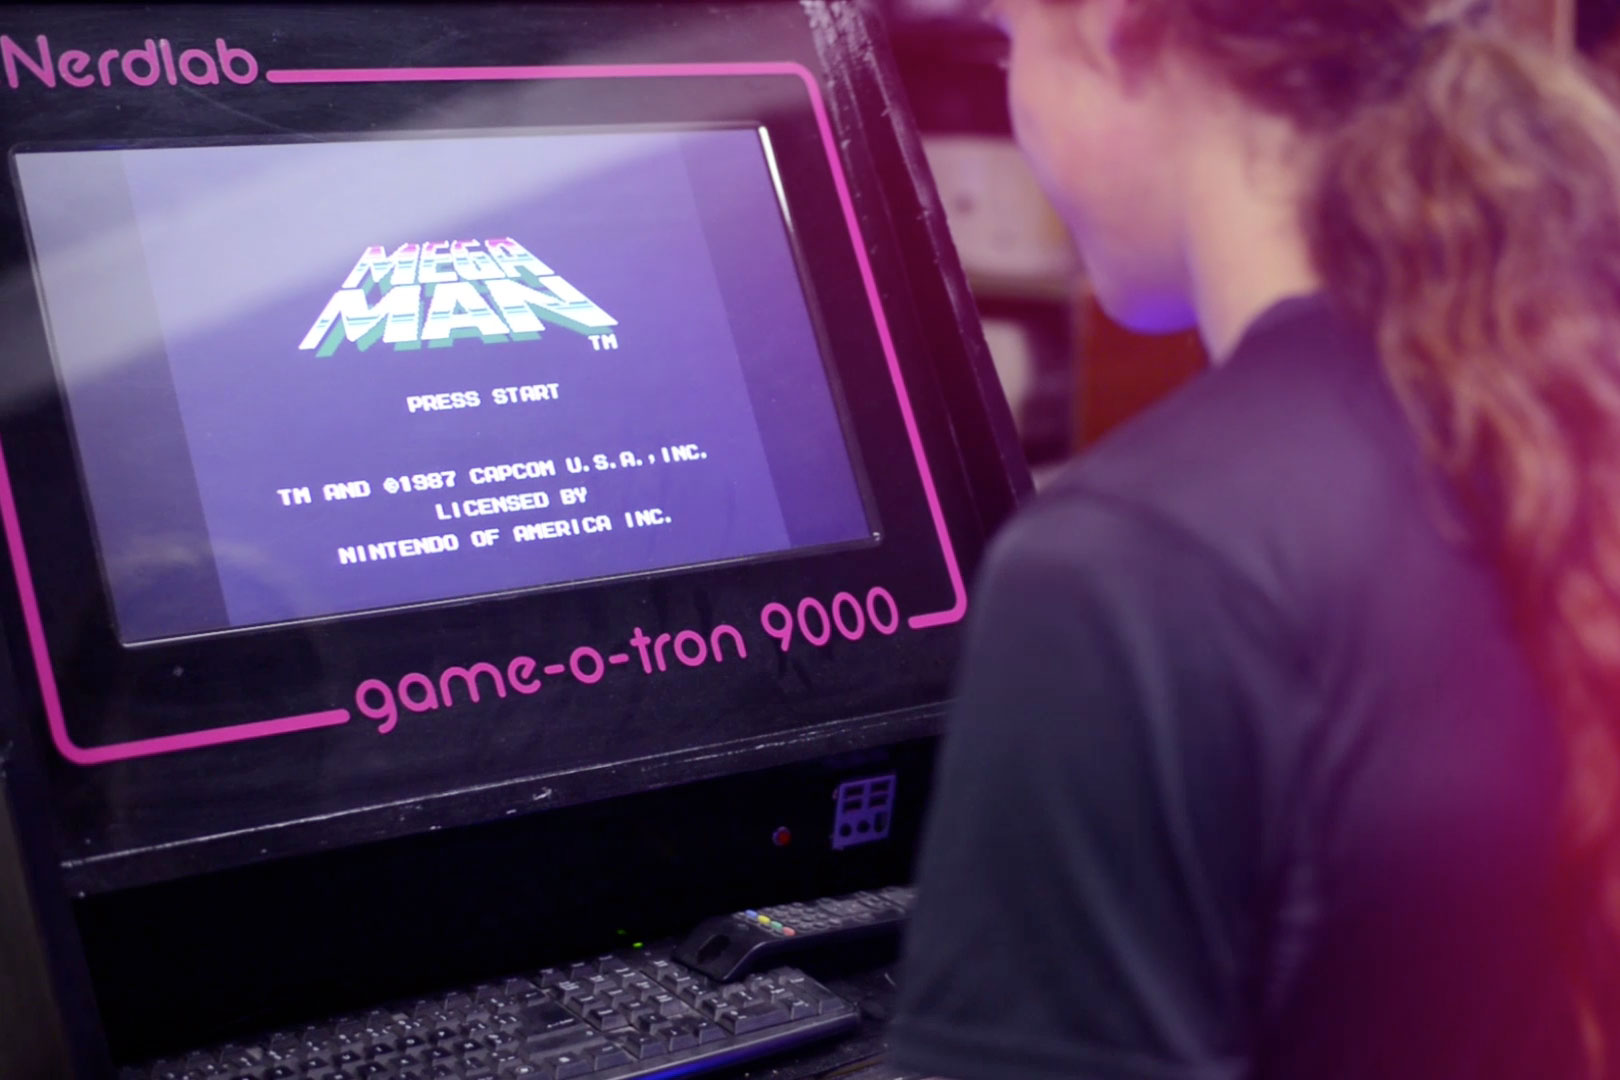 Nerdlab
MEGA
MAN
TM
PRESS START
TM AND ©1987 CAPCOM U.S.A.,INC.
LICENSED BY
NINTENDO OF AMERICA INC.
game-o-tron 9000